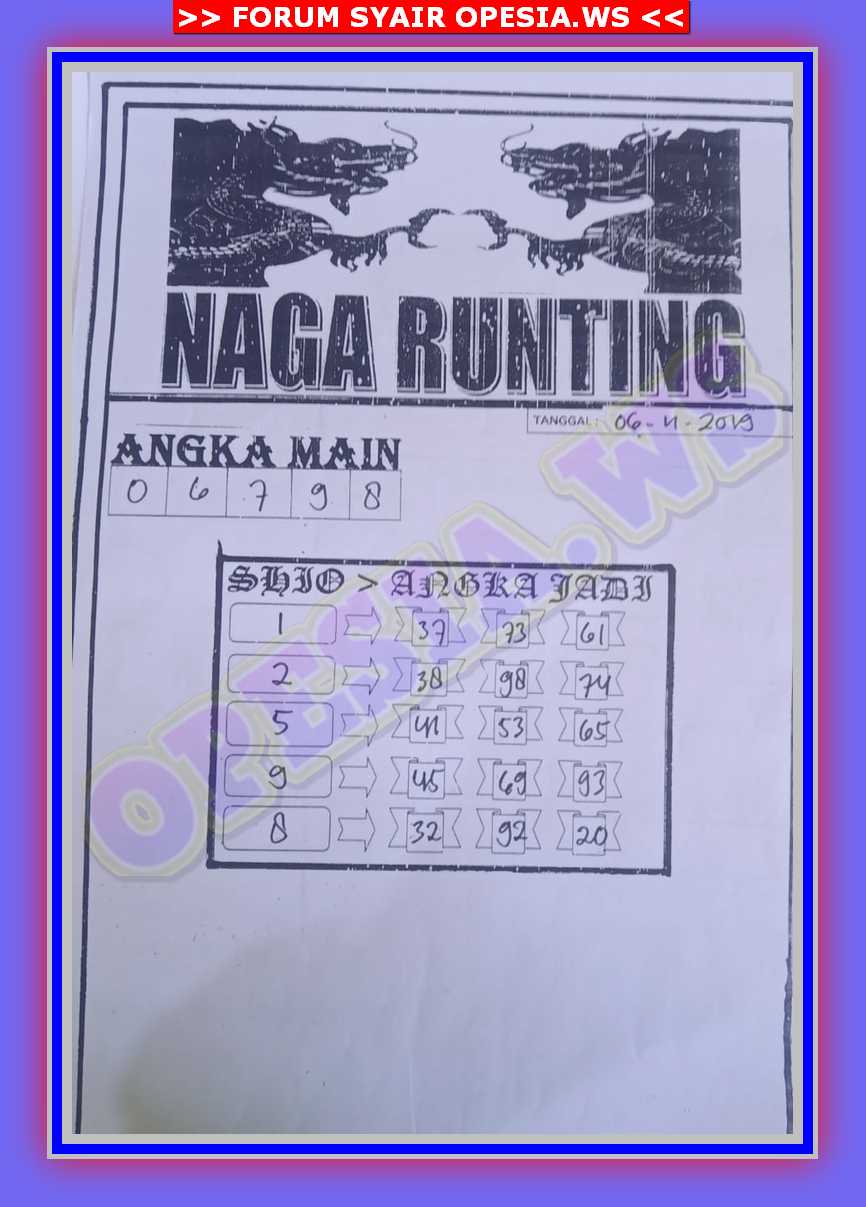 >> FORUM SYAIR OPESIA.WS <<
NAGA RUNTING
TANGGAL : 06-11-2019
ANGKA MAIN
0 6 7 9 8
SHIO > ANGKA JADI
1 37 73 61
2 38 98 74
5 41 53 65
9 45 69 93
8 32 92 20
OPESIA.WS